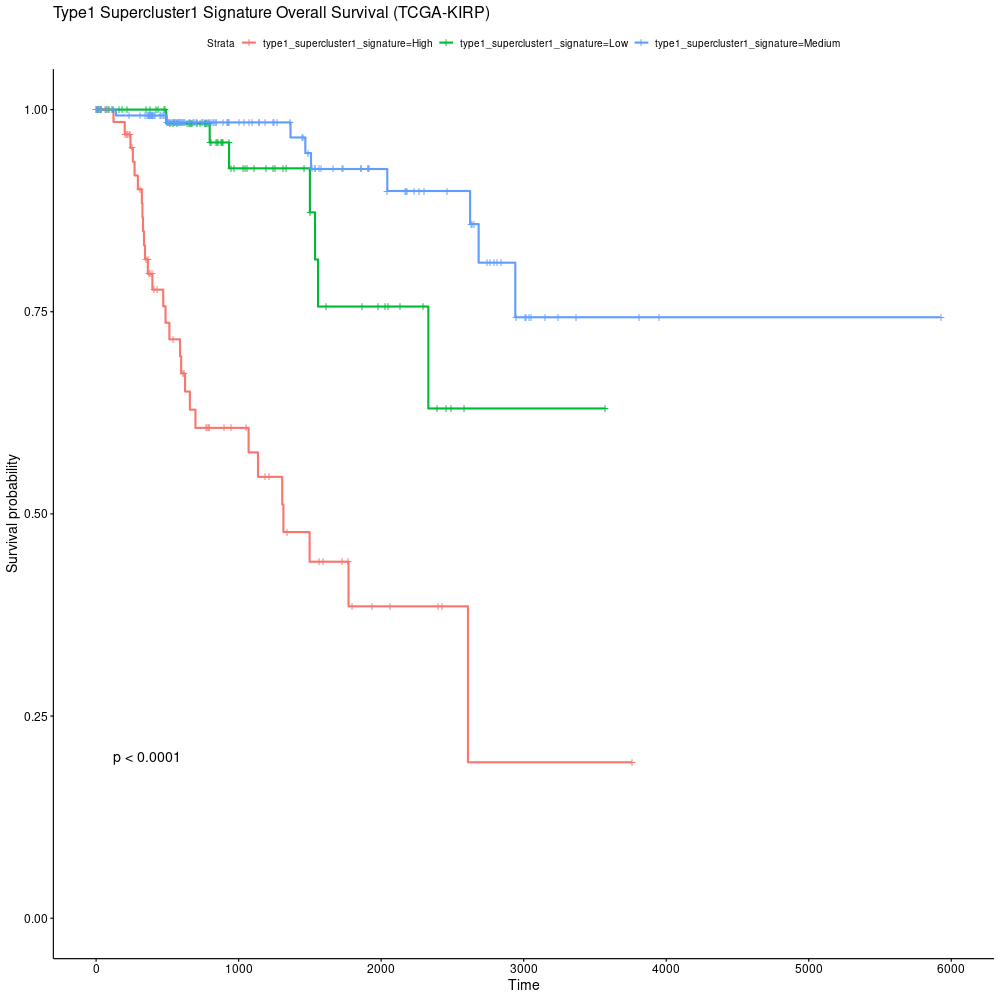 Type1 Supercluster1 Signature Overall Survival (TCGA-KIRP)
Strata type1_supercluster1_signature=High type1_supercluster1_signature=Low type1_supercluster1_signature=Medium
1.00
0.75
0.50
0.25
0.00
Survival probability
p < 0.0001
0 1000 2000 3000 4000 5000 6000
Time